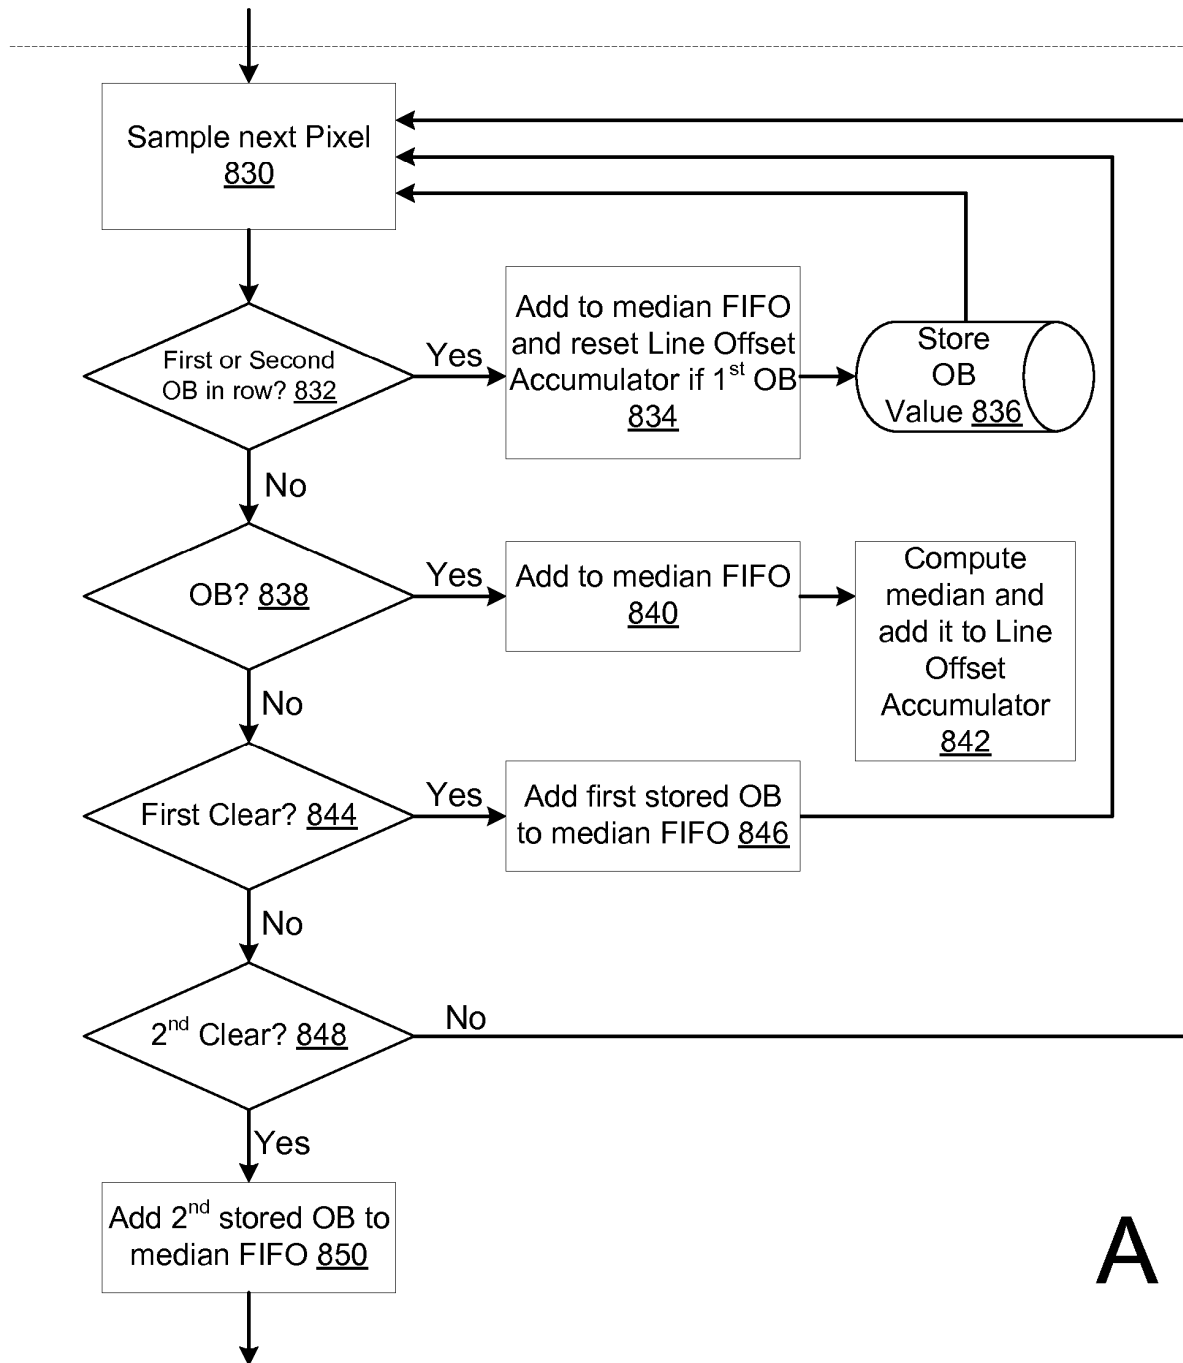 Sample next Pixel
830
First or Second
OB in row? 832
Yes
Add to median FIFO
and reset Line Offset
Accumulator if 1st OB
834
Store
OB
Value 836
No
OB? 838
Yes
Add to median FIFO
840
Compute
median and
add it to Line
Offset
Accumulator
842
No
First Clear? 844
Yes
Add first stored OB
to median FIFO 846
No
2nd Clear? 848
No
Yes
Add 2nd stored OB to
median FIFO 850
A